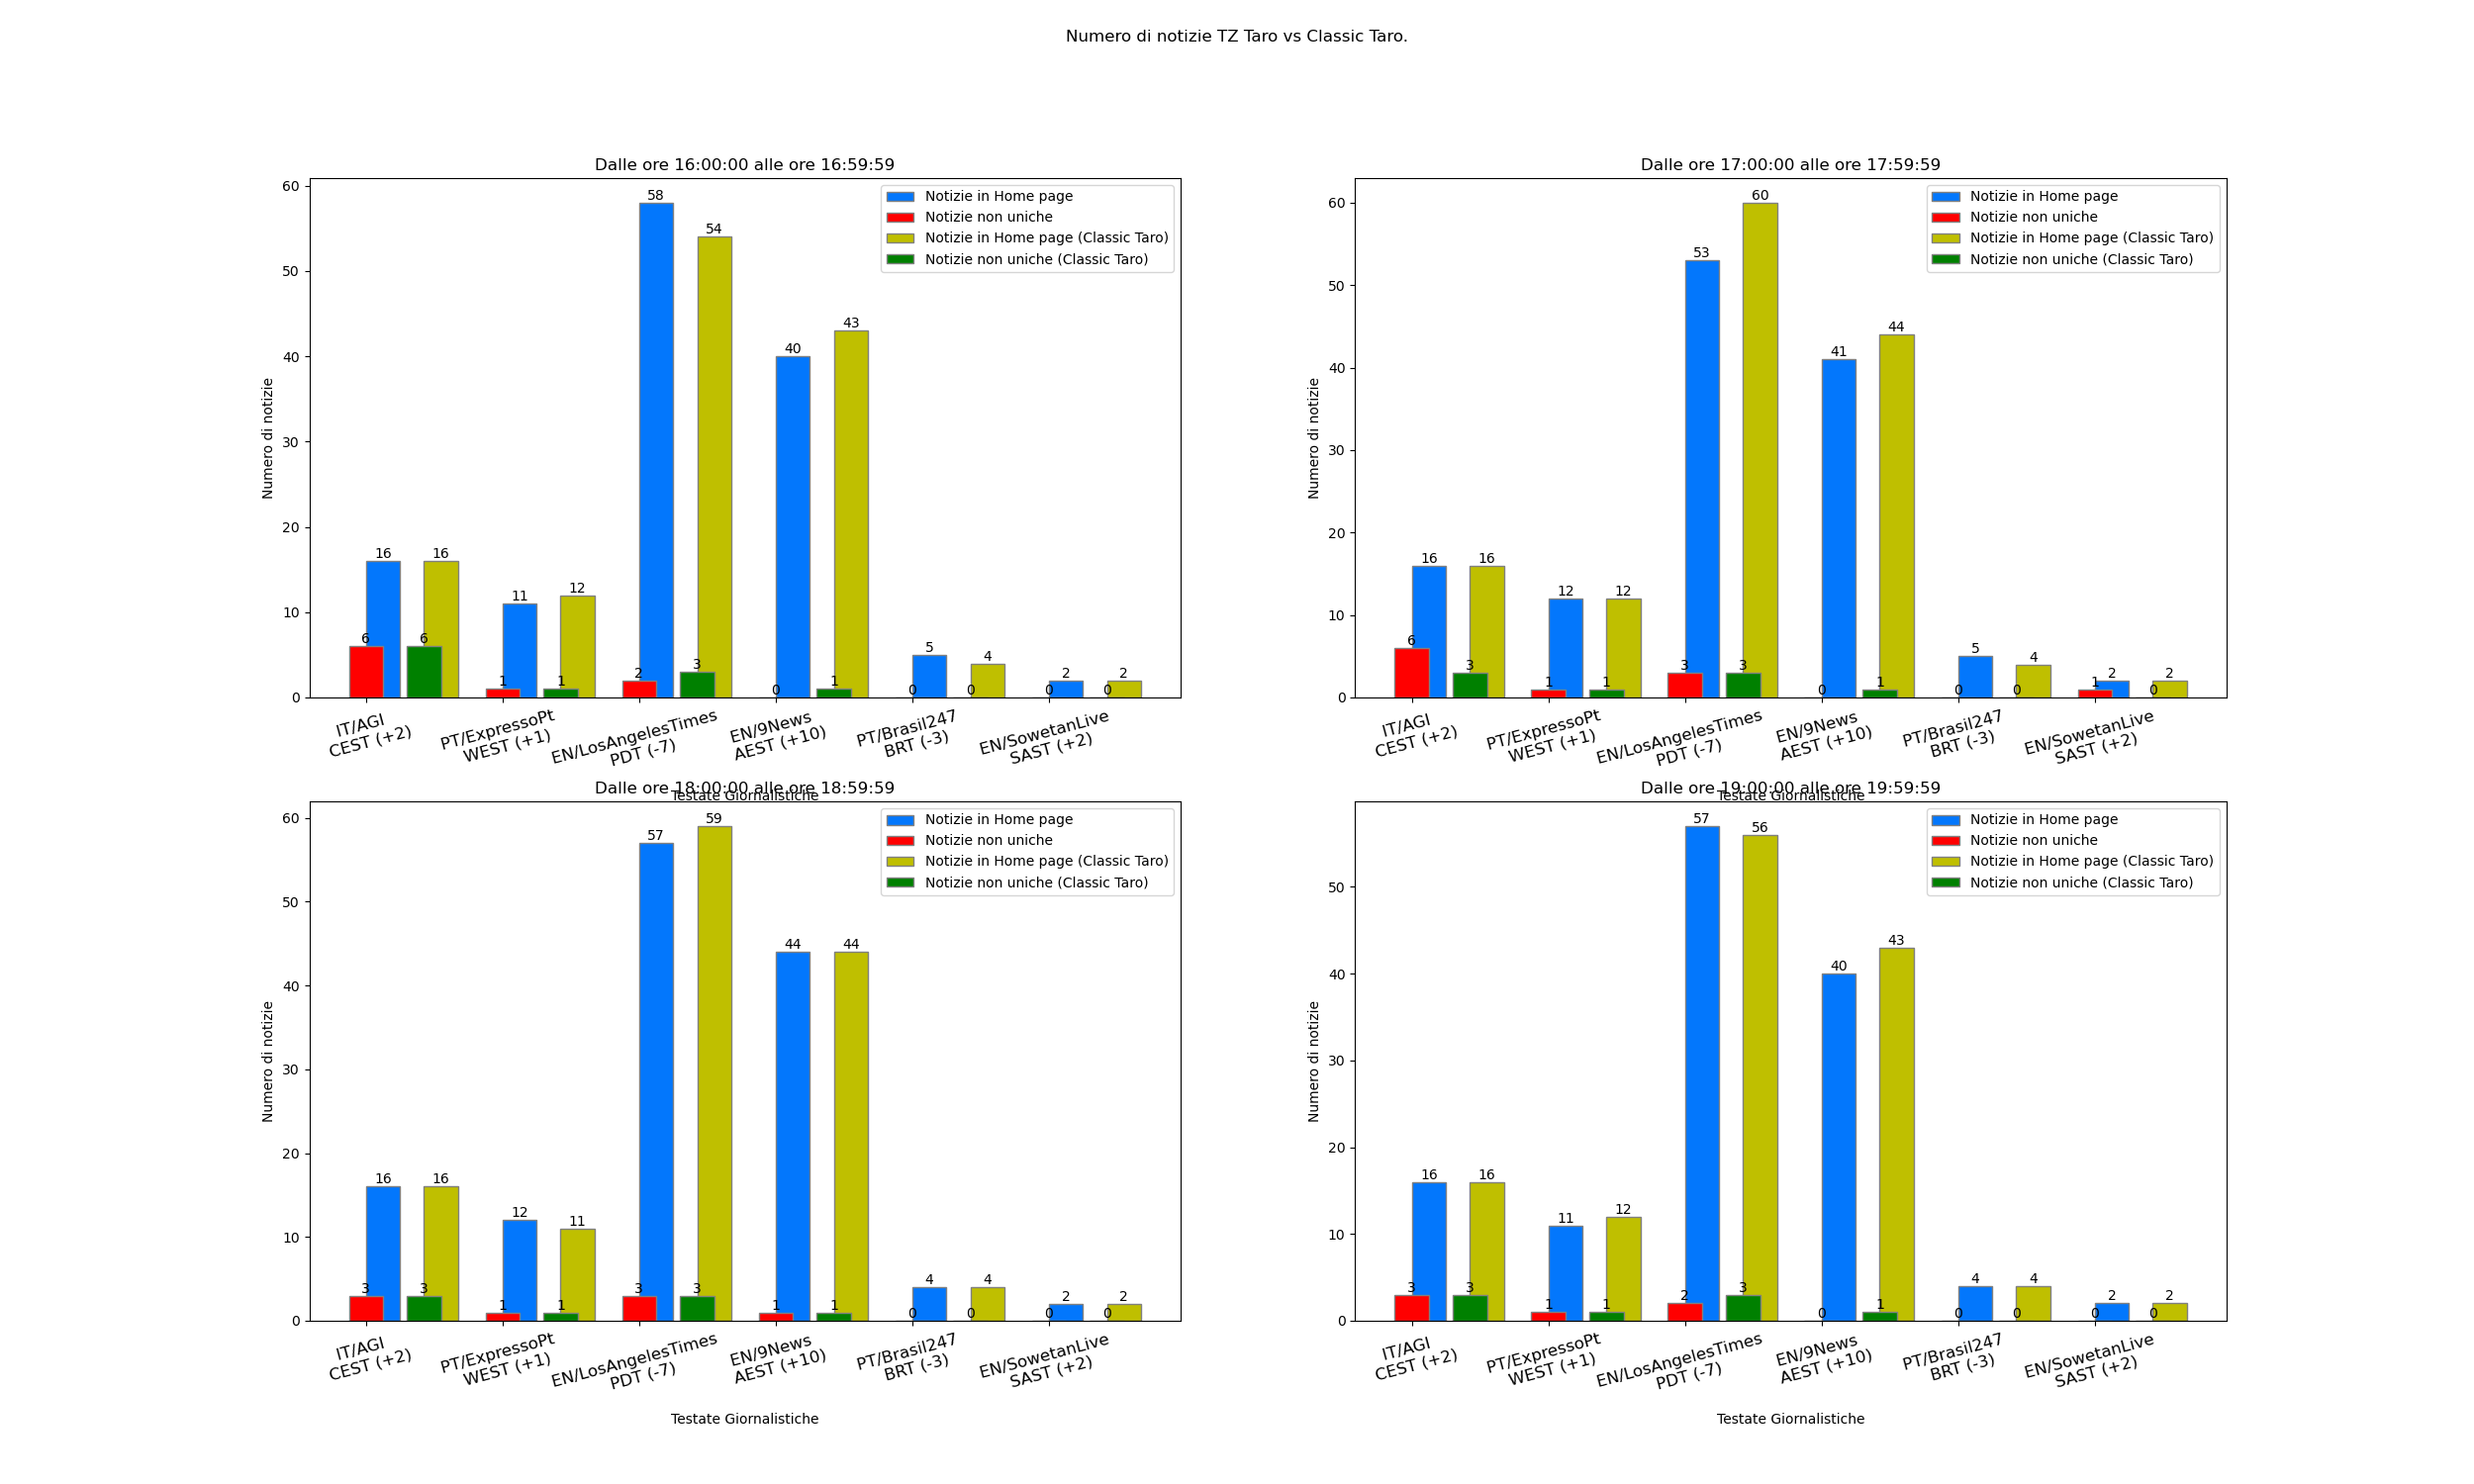 Numero di notizie TZ Taro vs Classic Taro.
Dalle ore 16:00:00 alle ore 16:59:59
Numero di notizie
60
50
40
30
20
10
0
Notizie in Home page
Notizie non uniche
Notizie in Home page (Classic Taro)
Notizie non uniche (Classic Taro)
16 11 58 40 5 2
6 1 2 0 0 0
16 12 54 43 4 2
6 1 3 1 0 0
IT/AGI
CEST (+2)
PT/ExpressoPt
WEST (+1)
EN/LosAngelesTimes
PDT (-7)
EN/9News
AEST (+10)
PT/Brasil247
BRT (-3)
EN/SowetanLive
SAST (+2)
Testate Giornalistiche
Dalle ore 17:00:00 alle ore 17:59:59
Numero di notizie
60
50
40
30
20
10
0
Notizie in Home page
Notizie non uniche
Notizie in Home page (Classic Taro)
Notizie non uniche (Classic Taro)
16 12 53 41 5 2
6 1 3 0 0 1
16 12 60 44 4 2
3 1 3 1 0 0
IT/AGI
CEST (+2)
PT/ExpressoPt
WEST (+1)
EN/LosAngelesTimes
PDT (-7)
EN/9News
AEST (+10)
PT/Brasil247
BRT (-3)
EN/SowetanLive
SAST (+2)
Testate Giornalistiche
Dalle ore 18:00:00 alle ore 18:59:59
Numero di notizie
60
50
40
30
20
10
0
Notizie in Home page
Notizie non uniche
Notizie in Home page (Classic Taro)
Notizie non uniche (Classic Taro)
16 12 57 44 4 2
3 1 3 1 0 0
16 11 59 44 4 2
3 1 3 1 0 0
IT/AGI
CEST (+2)
PT/ExpressoPt
WEST (+1)
EN/LosAngelesTimes
PDT (-7)
EN/9News
AEST (+10)
PT/Brasil247
BRT (-3)
EN/SowetanLive
SAST (+2)
Testate Giornalistiche
Dalle ore 19:00:00 alle ore 19:59:59
Numero di notizie
50
40
30
20
10
0
Notizie in Home page
Notizie non uniche
Notizie in Home page (Classic Taro)
Notizie non uniche (Classic Taro)
16 11 57 40 4 2
3 1 2 0 0 0
16 12 56 43 4 2
3 1 3 1 0 0
IT/AGI
CEST (+2)
PT/ExpressoPt
WEST (+1)
EN/LosAngelesTimes
PDT (-7)
EN/9News
AEST (+10)
PT/Brasil247
BRT (-3)
EN/SowetanLive
SAST (+2)
Testate Giornalistiche